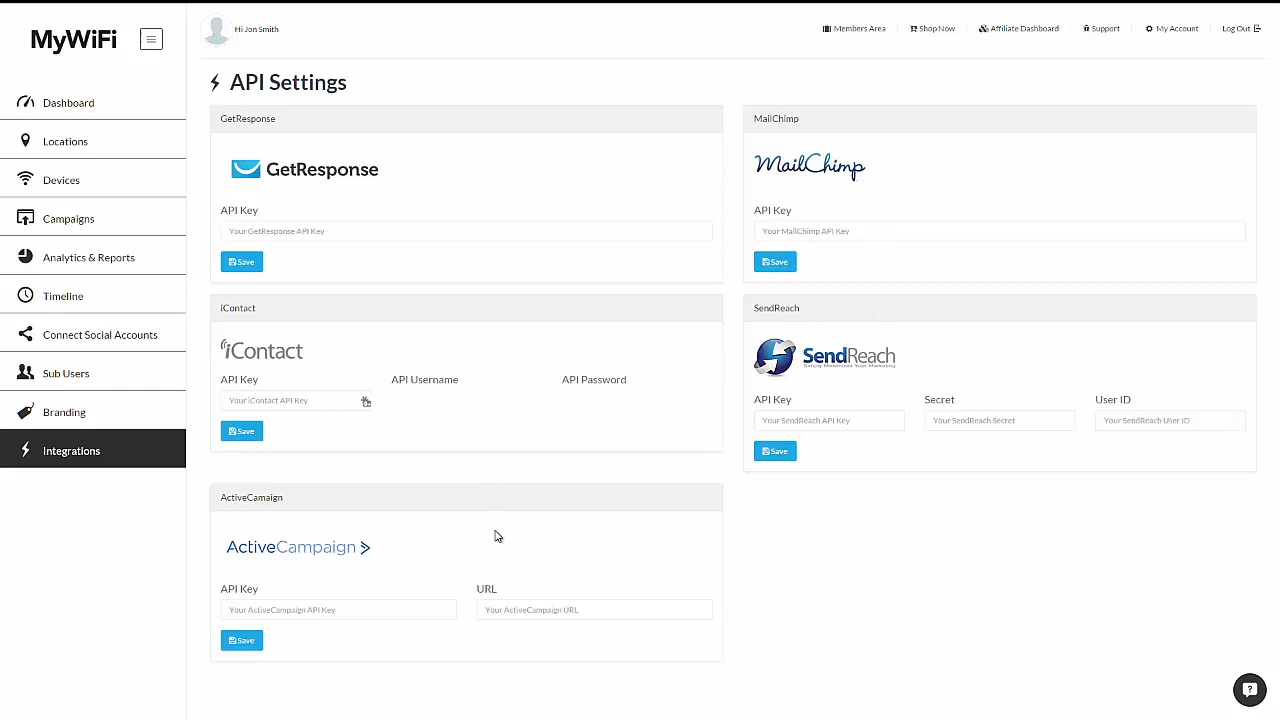 MyWiFi
Hi Jon Smith
Members Area
Shop Now
Affiliate Dashboard
Support
My Account
Log Out
Dashboard
Locations
Devices
Campaigns
Analytics & Reports
Timeline
Connect Social Accounts
Sub Users
Branding
Integrations
API Settings
GetResponse
GetResponse
API Key
Your GetResponse API Key
Save
MailChimp
MailChimp
API Key
Your MailChimp API Key
Save
iContact
iContact
API Key API Username API Password
Your iContact API Key
Save
SendReach
SendReach
Simply Maximize Your Marketing
API Key Secret User ID
Your SendReach API Key Your SendReach Secret Your SendReach User ID
Save
ActiveCamaign
ActiveCampaign >
API Key URL
Your ActiveCampaign API Key Your ActiveCampaign URL
Save